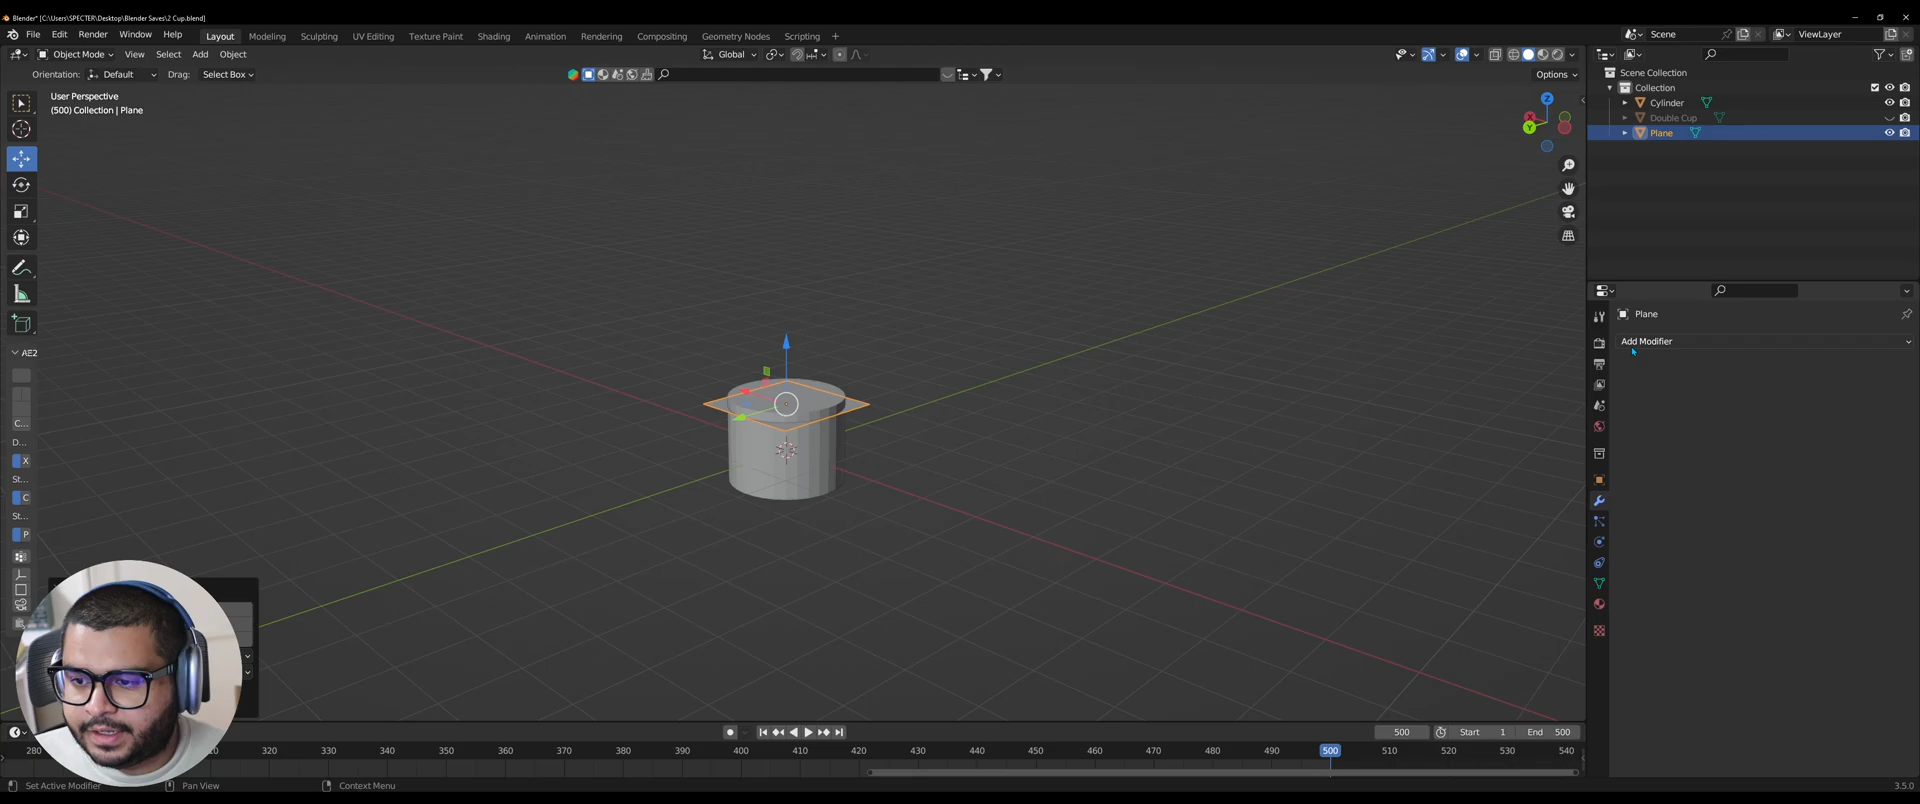 Blender* [C:\Users\SPECTER\Desktop\Blender Saves\2 Cup.blend]
File Edit Render Window Help
Layout Modeling Sculpting UV Editing Texture Paint Shading Animation Rendering Compositing Geometry Nodes Scripting +
Scene
ViewLayer
Object Mode View Select Add Object
Global
Orientation: Default Drag: Select Box
Options
User Perspective
(500) Collection | Plane
Z
X
Y
Scene Collection
Collection
Cylinder
Double Cup
Plane
Plane
Add Modifier
AE2
C...
D...
X
St...
C
St...
P
500
Start 1
End 500
280 310 320 330 340 350 360 370 380 390 400 410 420 430 440 450 460 470 480 490 500 510 520 530 540
Set Active Modifier
Pan View
Context Menu
3.5.0